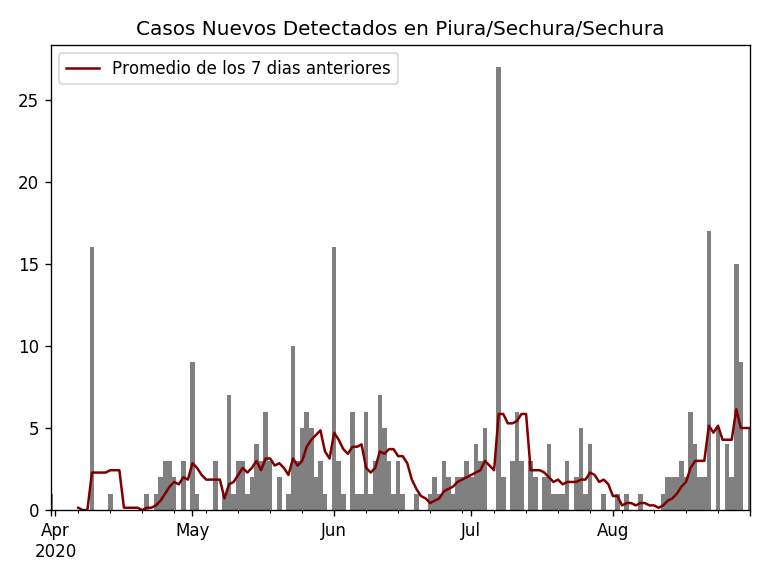 Casos Nuevos Detectados en Piura/Sechura/Sechura
Promedio de los 7 dias anteriores
25
20
15
10
5
0
Apr
2020
May
Jun
Jul
Aug